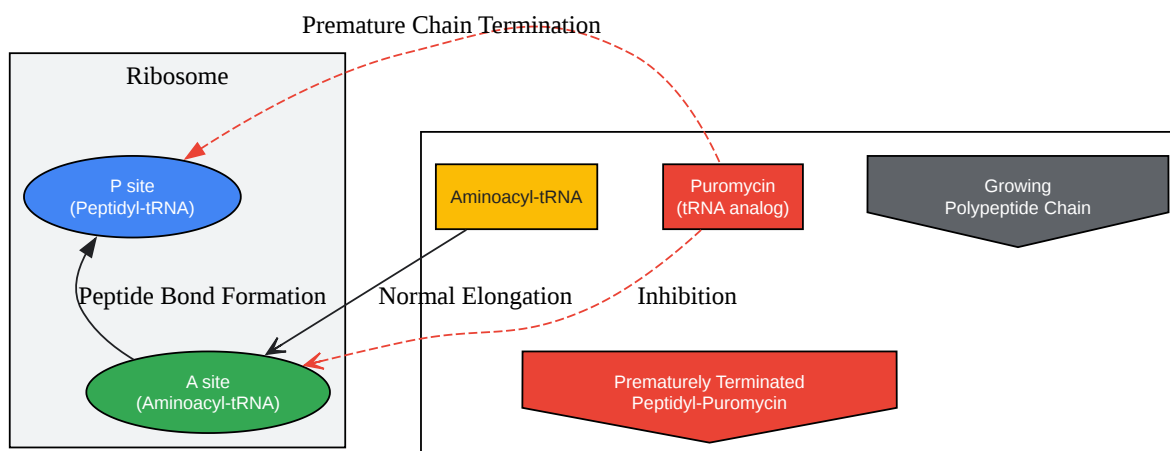 Premature Chain Termination
Ribosome
P site
(Peptidyl-tRNA)
Aminoacyl-tRNA
Puromycin
(tRNA analog)
Growing
Polypeptide Chain
Peptide Bond Formation
Normal Elongation
Inhibition
A site
(Aminoacyl-tRNA)
Prematurely Terminated
Peptidyl-Puromycin